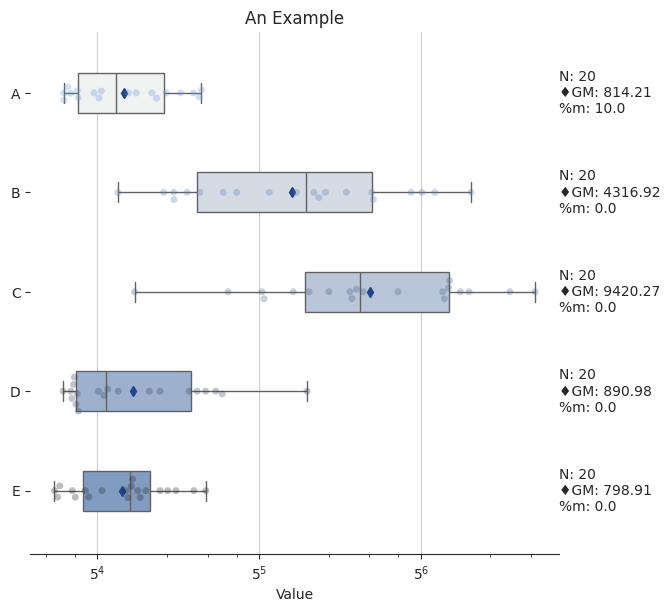 An Example
A
N: 20
♦GM: 814.21
%m: 10.0
B
N: 20
♦GM: 4316.92
%m: 0.0
C
N: 20
♦GM: 9420.27
%m: 0.0
D
N: 20
♦GM: 890.98
%m: 0.0
E
N: 20
♦GM: 798.91
%m: 0.0
5⁴ 5⁵ 5⁶
Value